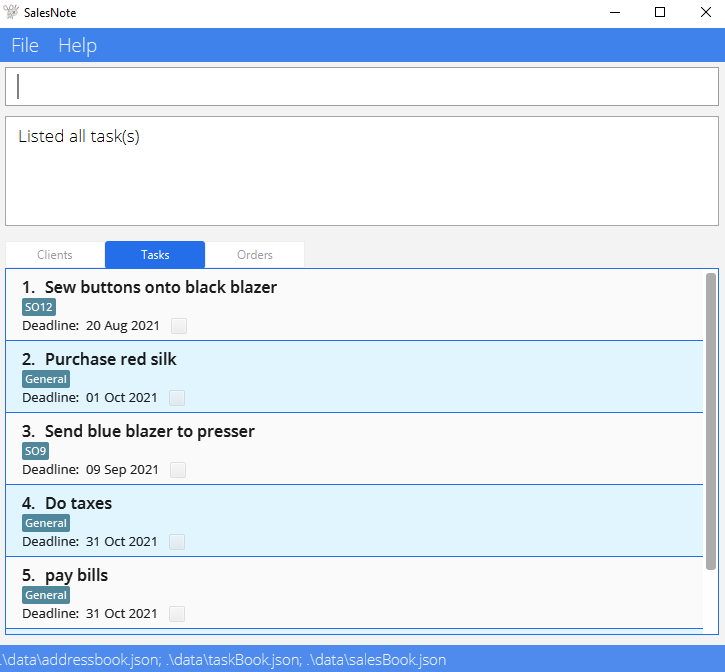 SalesNote
File Help
Listed all task(s)
Clients Tasks Orders
1. Sew buttons onto black blazer
SO12
Deadline: 20 Aug 2021
2. Purchase red silk
General
Deadline: 01 Oct 2021
3. Send blue blazer to presser
SO9
Deadline: 09 Sep 2021
4. Do taxes
General
Deadline: 31 Oct 2021
5. pay bills
General
Deadline: 31 Oct 2021
.\data\addressbook.json; .\data\taskBook.json; .\data\salesBook.json